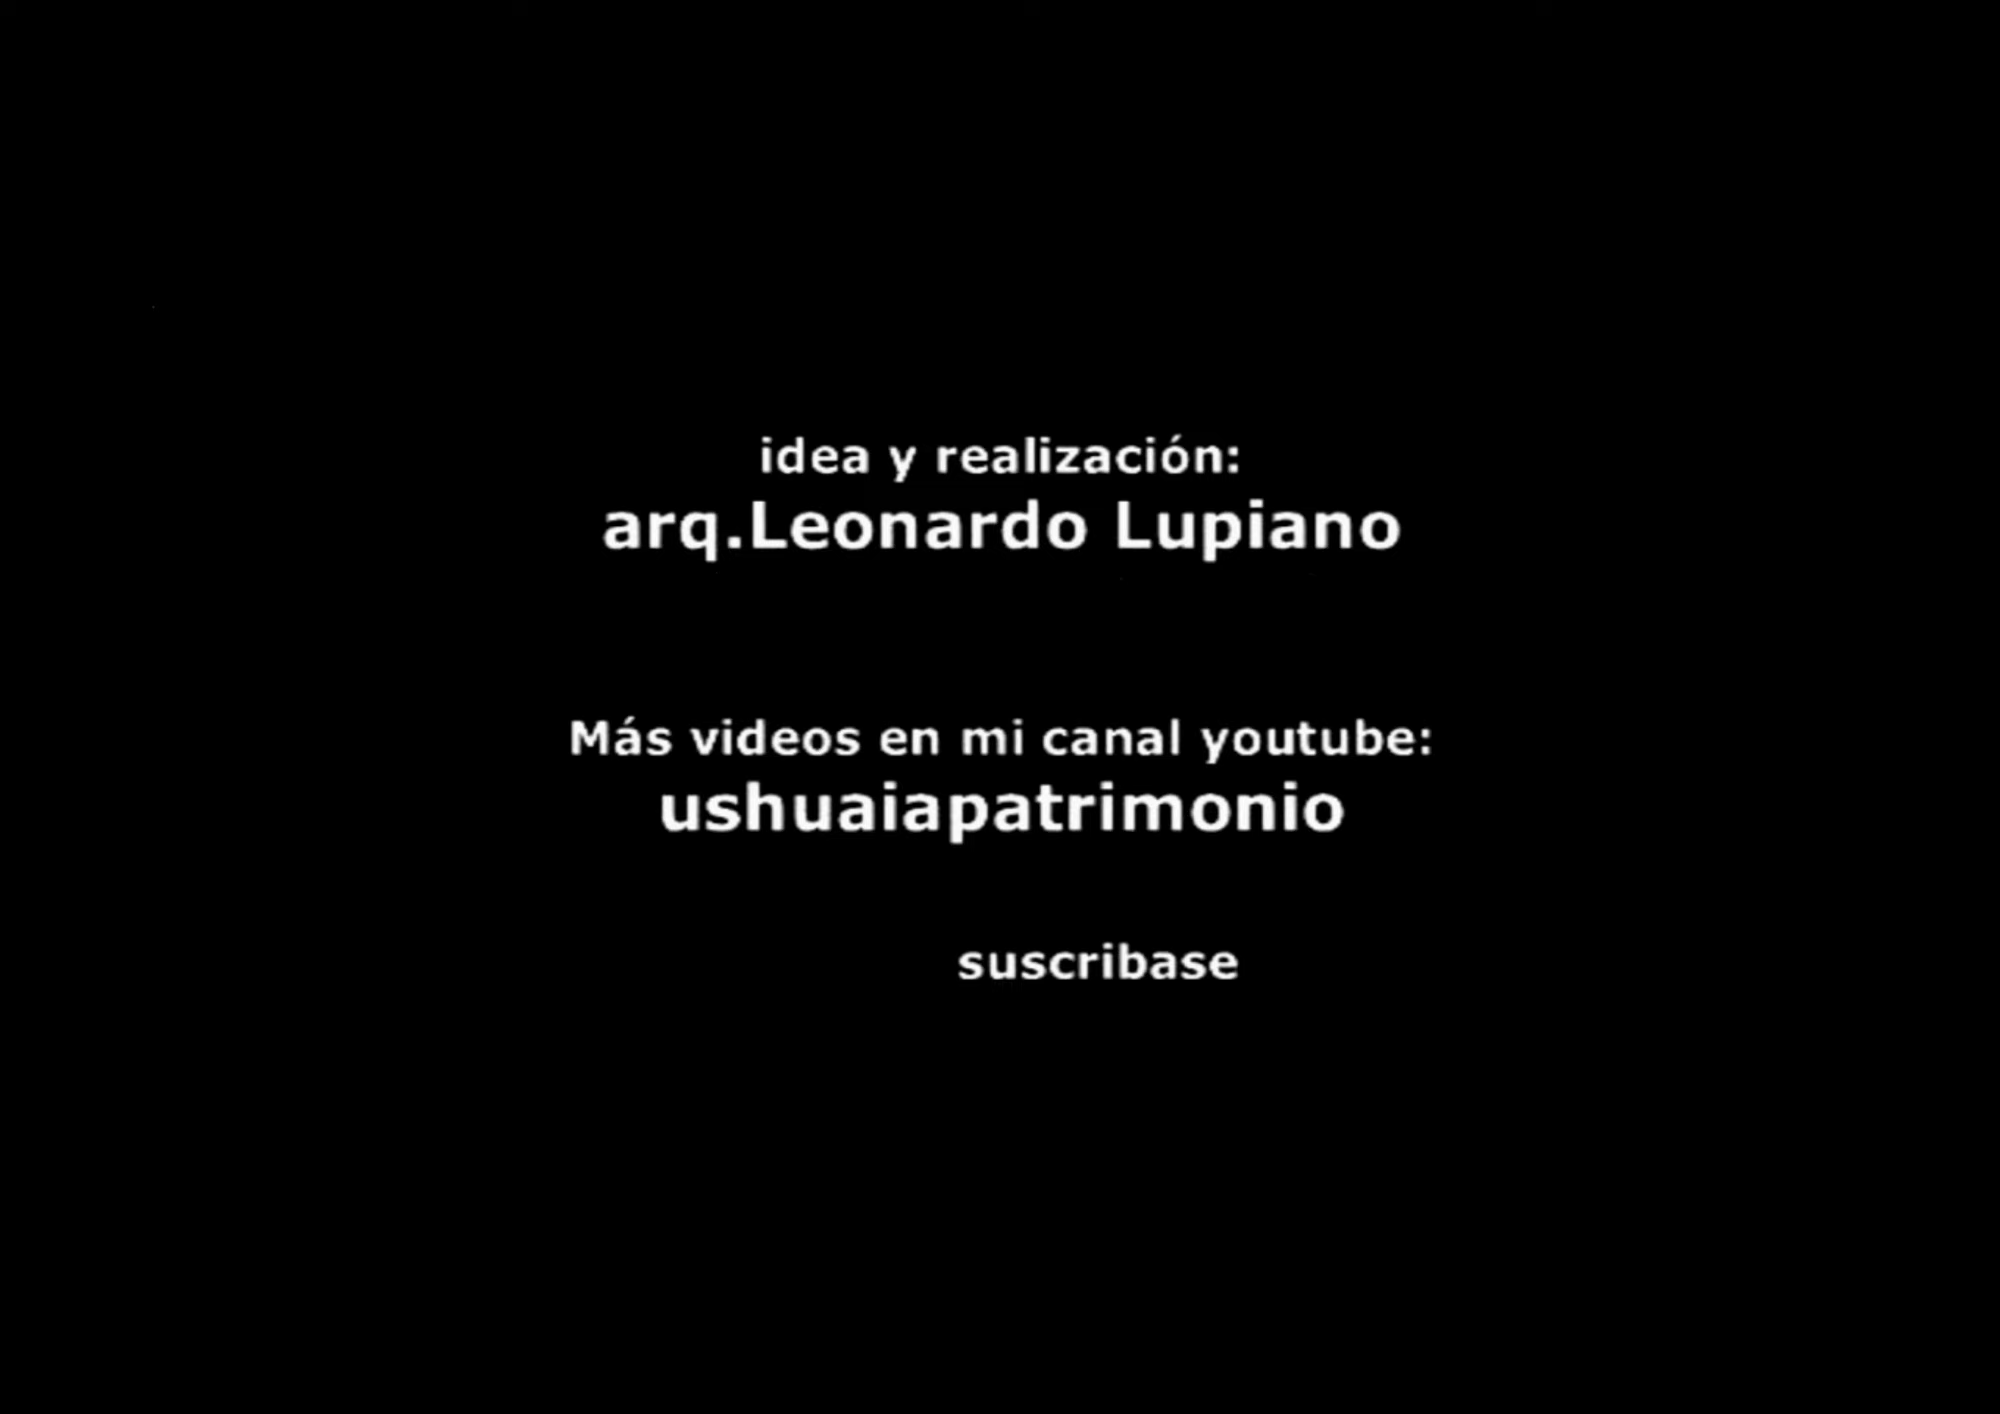 idea y realización:
arq.Leonardo Lupiano
Más videos en mi canal youtube:
ushuaiapatrimonio
suscribase